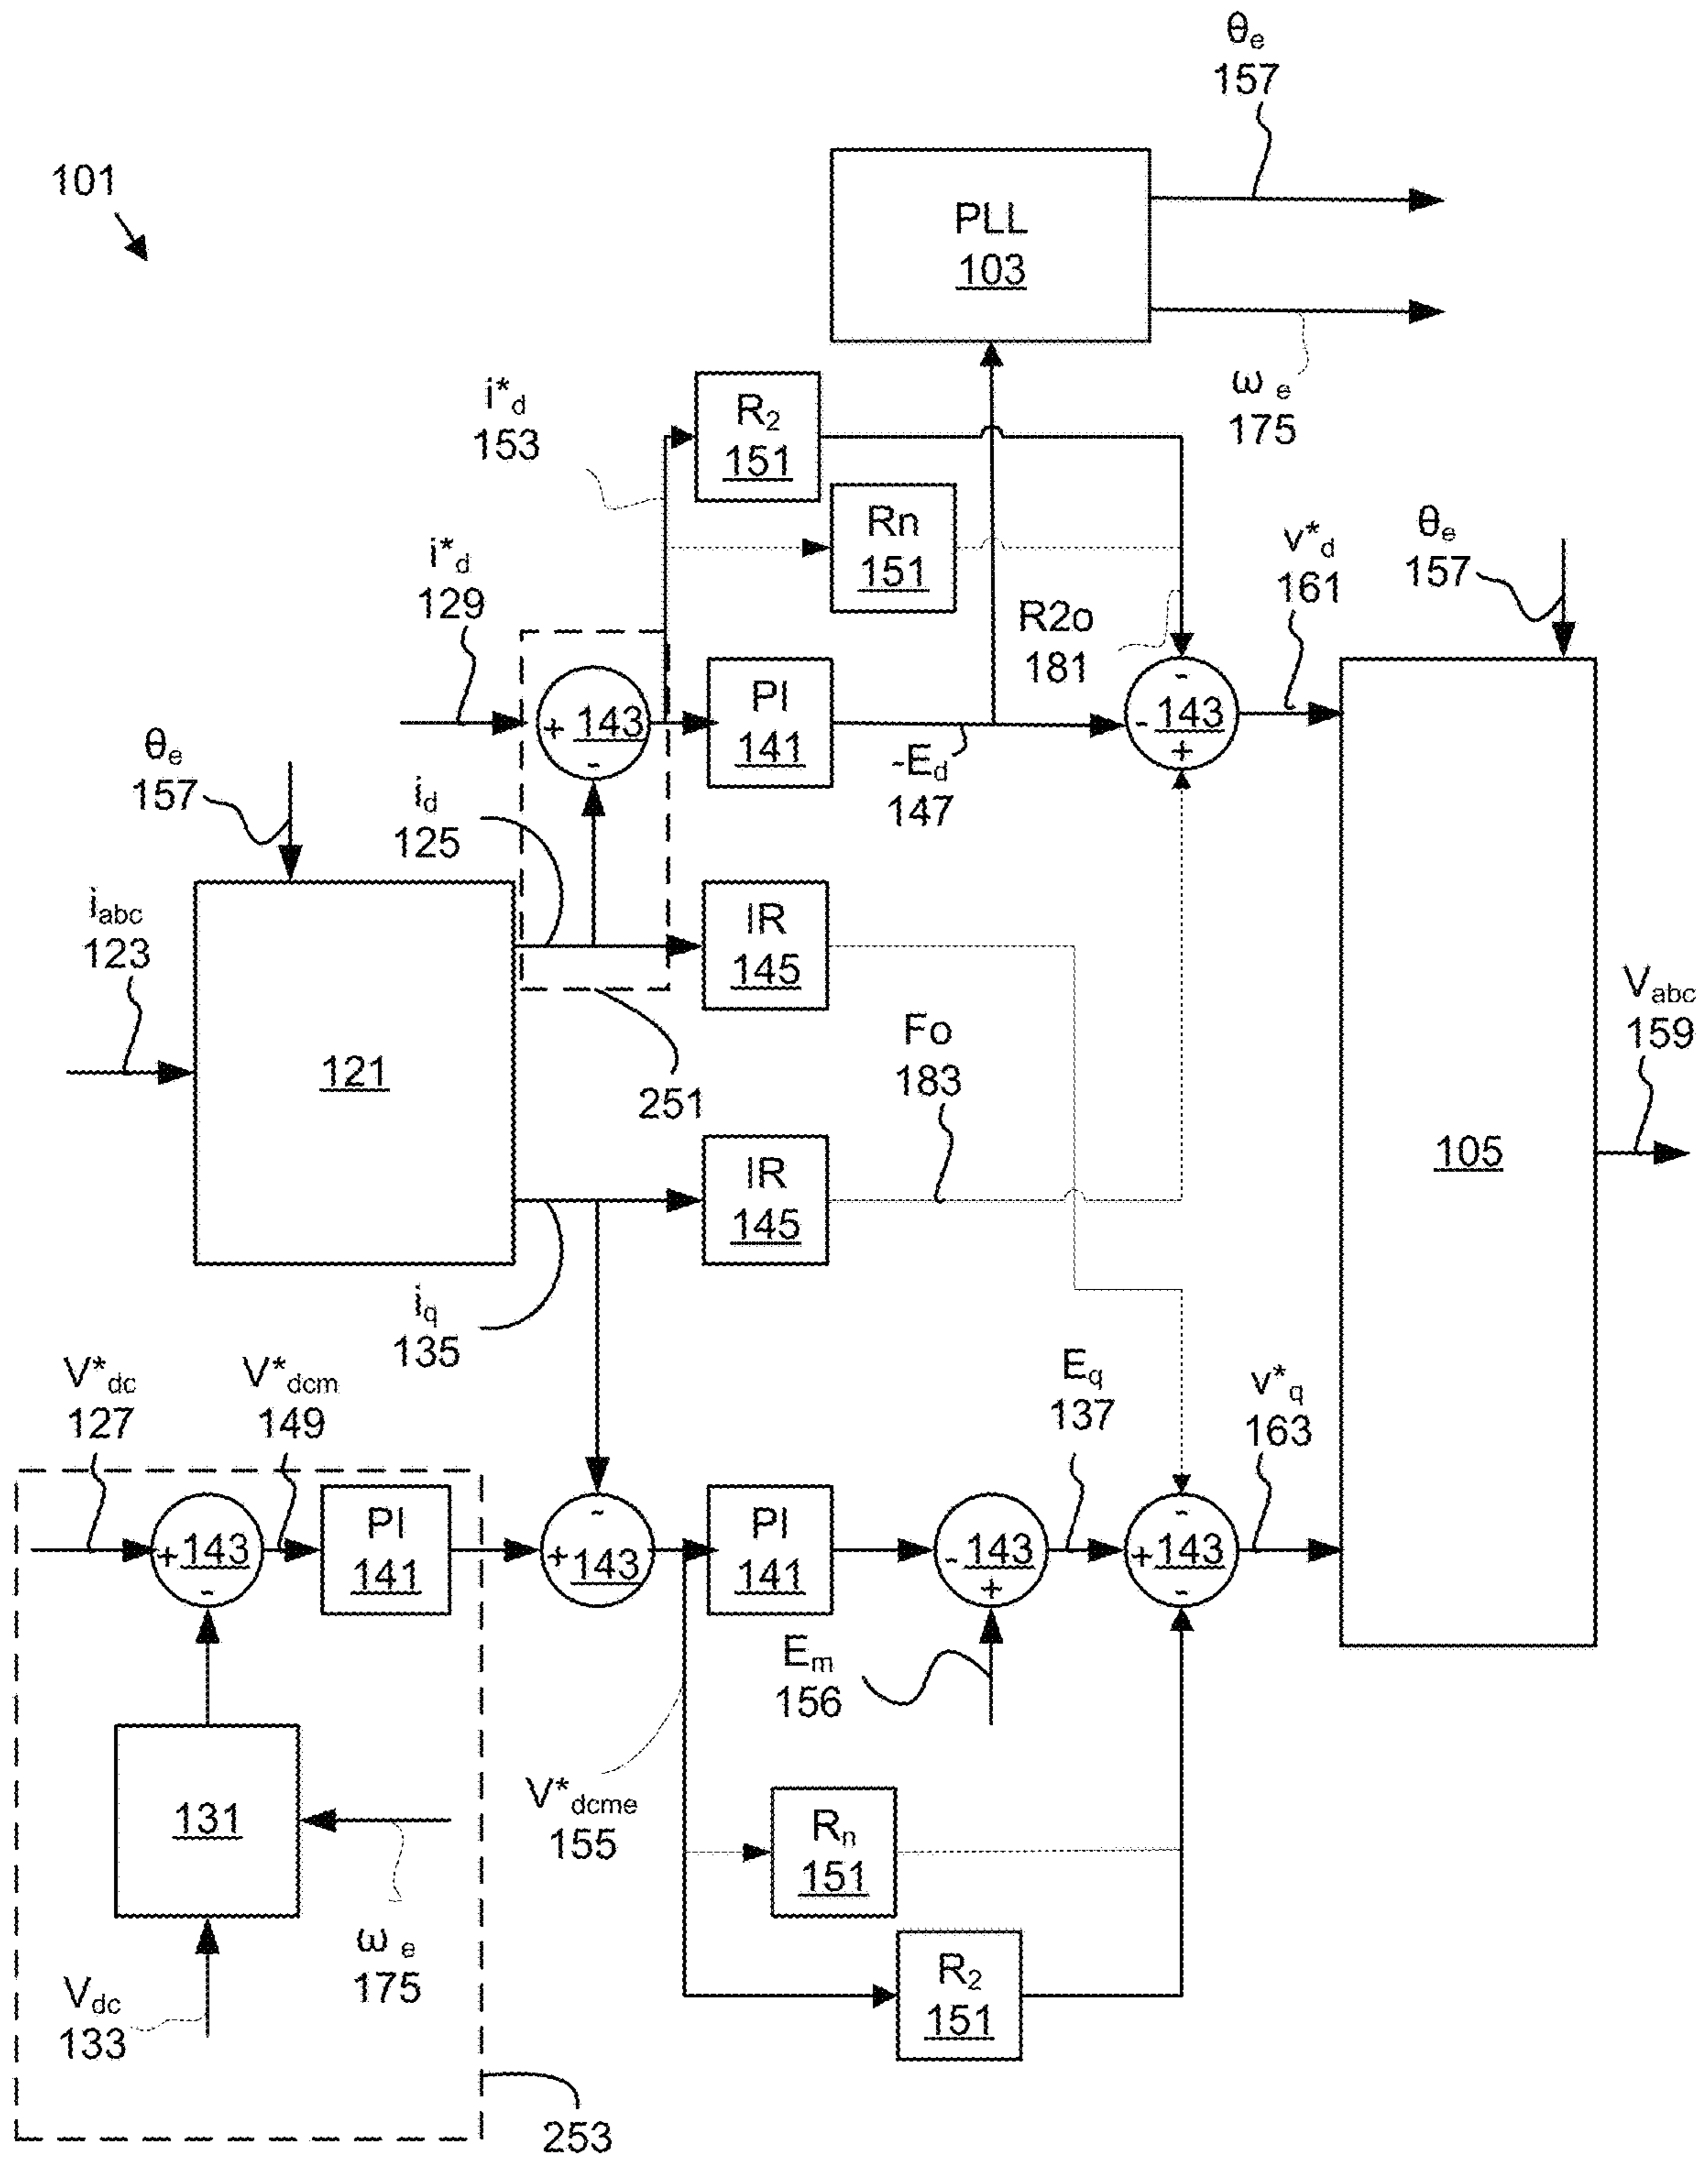 θe
157
101
PLL
103
ωe
175
i*d
153
R2
151
Rn
151
i*d
129
θe
157
v*d
161
R2o
181
+ 143 -
PI
141
- - 143 +
-Ed
147
θe
157
id
125
iabc
123
IR
145
121
251
Fo
183
Vabc
159
105
IR
145
iq
135
V*dc
127
V*dcm
149
Eq
137
v*q
163
+ 143 -
PI
141
- + 143
PI
141
- 143 +
- + 143 -
Em
156
131
V*dcme
155
Rn
151
ωe
175
Vdc
133
R2
151
253